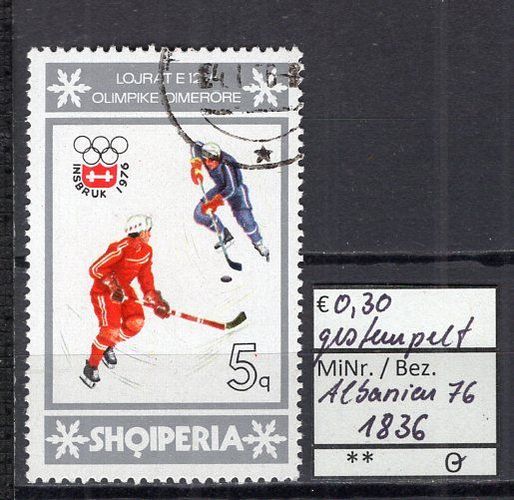 LOJRAT E 12-
OLIMPIKE DIMERORE
INSBRUK 1976
5q
SHQIPERIA
€ 0,30
gestempelt
MiNr. / Bez.
Albanien 76
1836
**